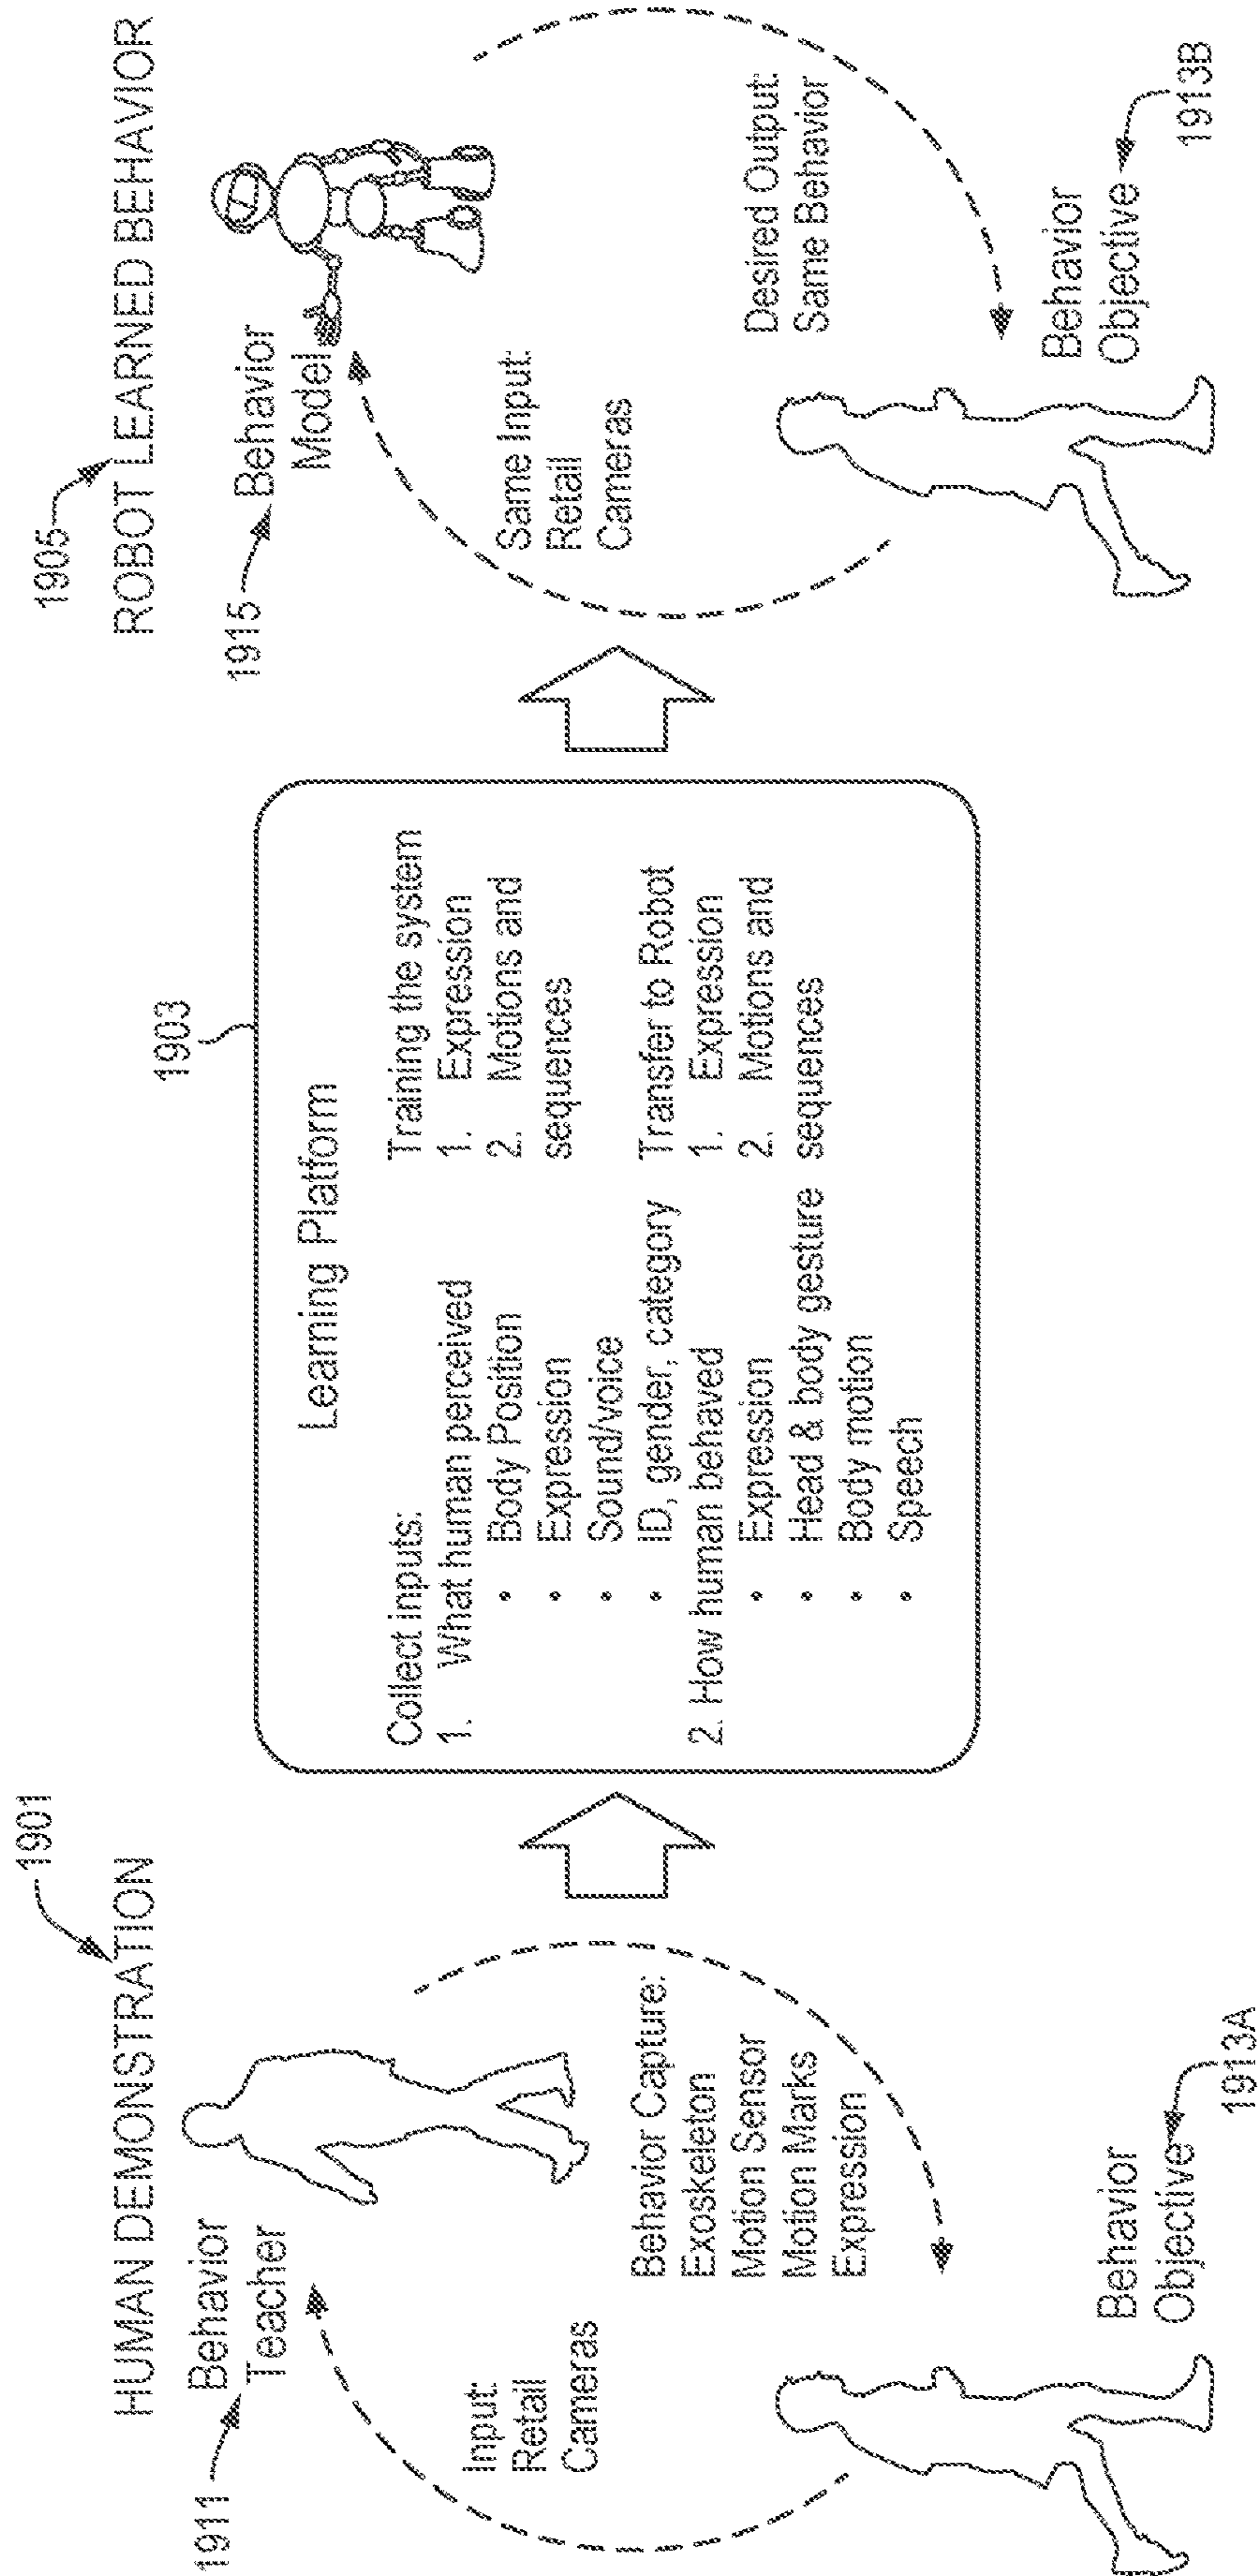 HUMAN DEMONSTRATION
1901
1911
Behavior
Teacher
Input:
Retail
Cameras
Behavior Capture:
Exoskeleton
Motion Sensor
Motion Marks
Expression
Behavior
Objective
1913A
1903
Learning Platform
Collect inputs:
1. What human perceived
• Body Position
• Expression
• Sound/voice
• ID, gender, category
2. How human behaved
• Expression
• Head & body gesture
• Body motion
• Speech
Training the system
1. Expression
2. Motions and
sequences
Transfer to Robot
1. Expression
2. Motions and
sequences
1905
ROBOT LEARNED BEHAVIOR
1915
Behavior
Model
Same Input:
Retail
Cameras
Desired Output:
Same Behavior
Behavior
Objective
1913B